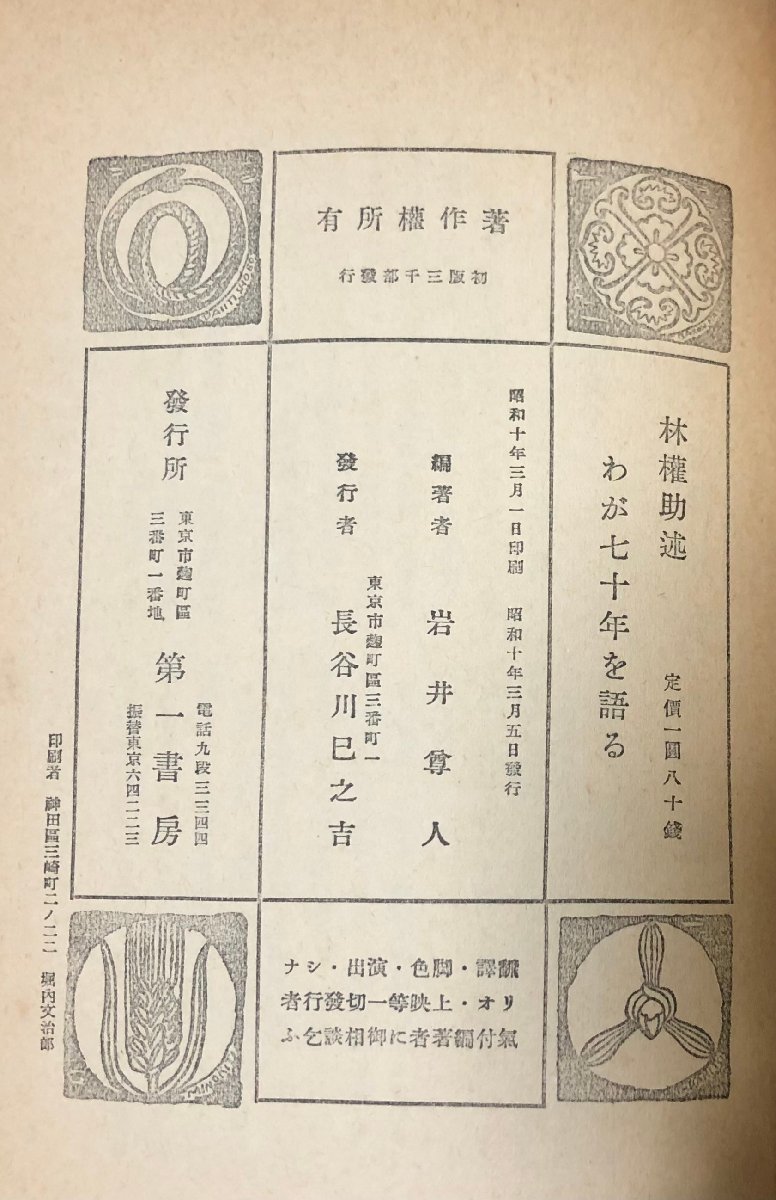 著作權所有
初版三千部發行
林權助述
わが七十年を語る
定價一圓八十錢
昭和十年三月一日印刷 昭和十年三月五日發行
編著者 岩井尊人
東京市麴町區三番町一
發行者 長谷川巳之吉
發行所
東京市麴町區
三番町一番地
第一書房
電話九段三三四四
振替東京六四二二三
飜譯・脚色・演出・シナ
リオ・上映等一切發行者
氣付編著者に御相談乞ふ
印刷者 神田區三崎町二ノ二二 堀內文治郎